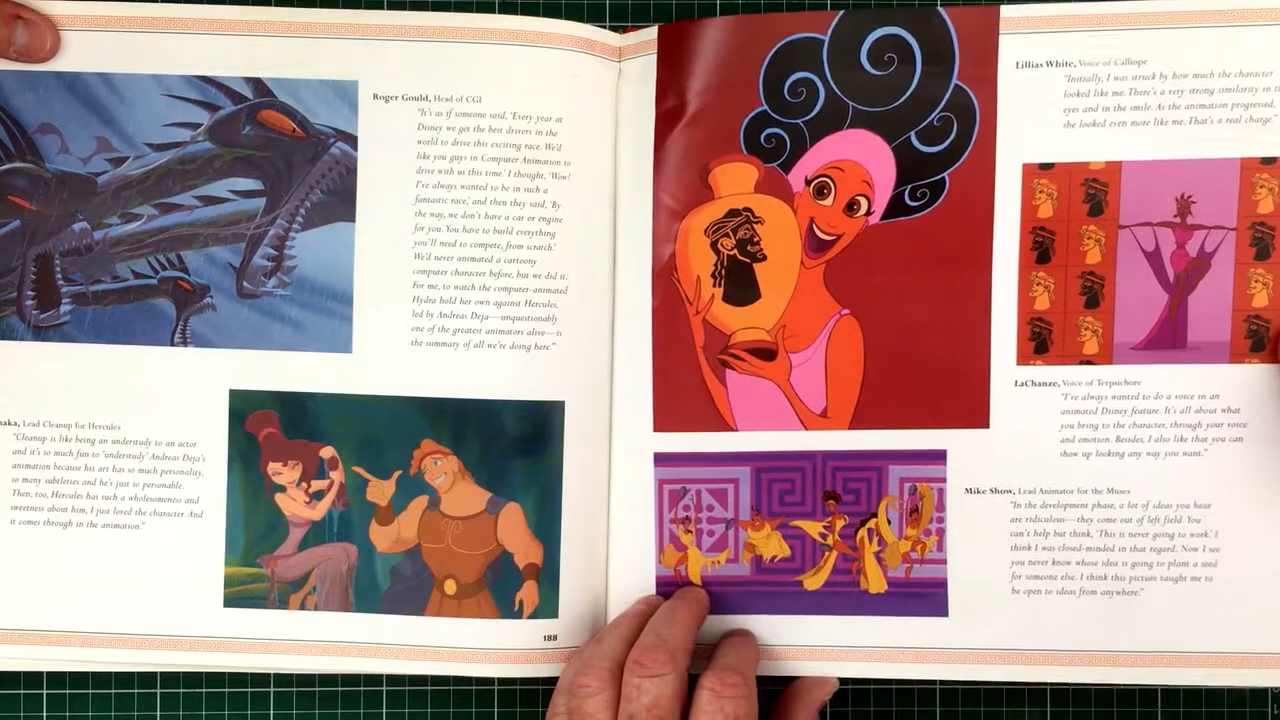 Roger Gould, Head of CGI
"It's as if someone said, 'Every year at
Disney we get the best drivers in the
world to drive this exciting race. We'd
like you guys in Computer Animation to
drive with us this time.' I thought, 'Wow!
I've always wanted to be in such a
fantastic race,' and then they said, 'By
the way, we don't have a car or engine
for you. You have to build everything
you'll need to compete, from scratch.'
We'd never animated a cartoony
computer character before, but we did it.
For me, to watch the computer-animated
Hydra hold her own against Hercules,
led by Andreas Deja—unquestionably
one of the greatest animators alive—is
the summary of all we're doing here."
Lead Cleanup for Hercules
"Cleanup is like being an understudy to an actor
and it's so much fun to 'understudy' Andreas Deja's
animation because his art has so much personality,
so many subtleties and he's just so personable.
Then, too, Hercules has such a wholesomeness and
sweetness about him, I just loved the character. And
it comes through in the animation."
188
Lillias White, Voice of Calliope
"Initially, I was struck by how much the character
looked like me. There's a very strong similarity in
eyes and in the smile. As the animation progressed,
she looked even more like me. That's a real charge."
LaChanze, Voice of Terpsichore
"I've always wanted to do a voice in an
animated Disney feature. It's all about what
you bring to the character, through your voice
and emotion. Besides, I also like that you can
show up looking any way you want."
Mike Show, Lead Animator for the Muses
"In the development phase, a lot of ideas you hear
are ridiculous—they come out of left field. You
can't help but think, 'This is never going to work.' I
think I was closed-minded in that regard. Now I see
you never know whose idea is going to plant a seed
for someone else. I think this picture taught me to
be open to ideas from anywhere."